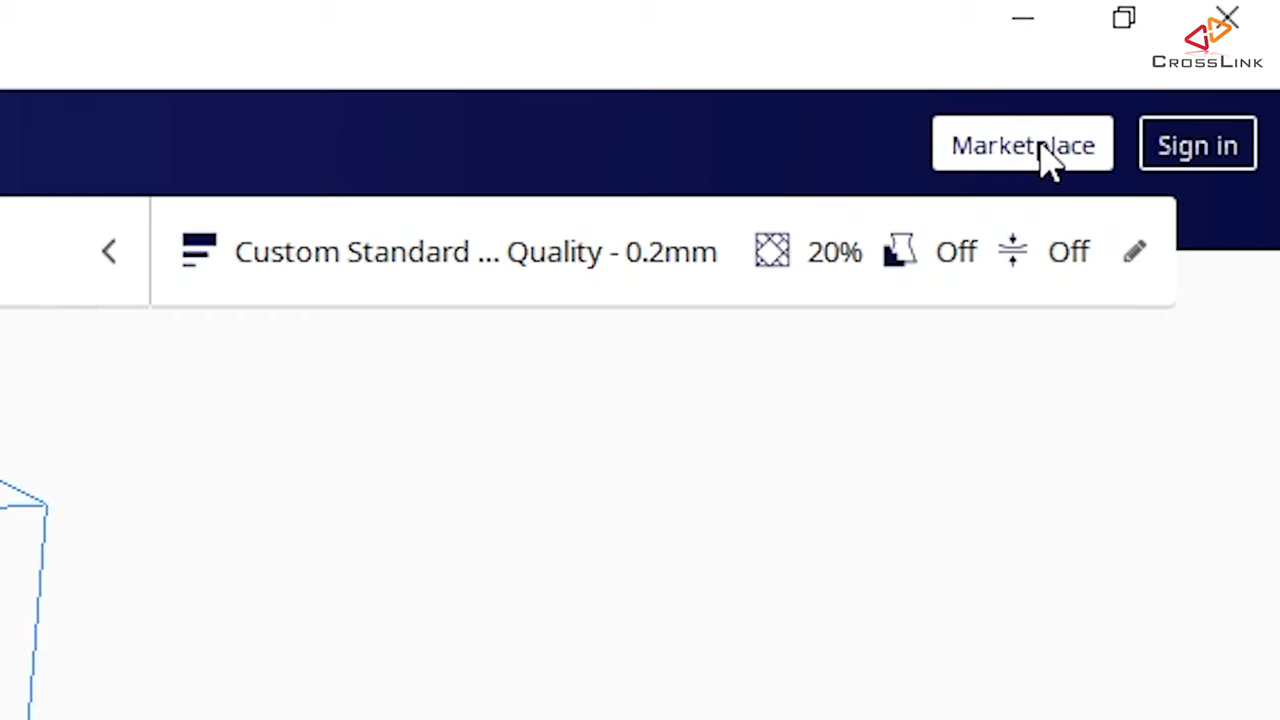 CROSSLINK
Marketplace
Sign in
Custom Standard ... Quality - 0.2mm
20%
Off
Off